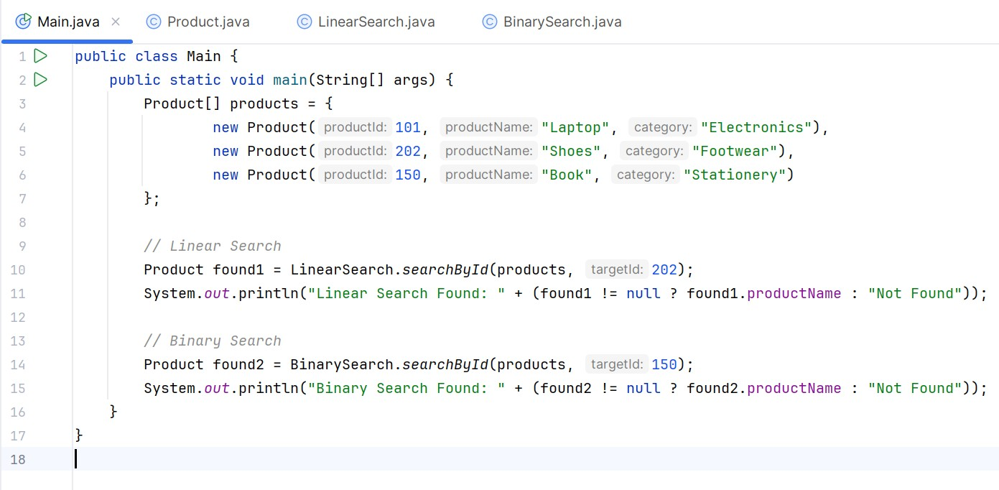 Main.java Product.java LinearSearch.java BinarySearch.java
1 public class Main {
2 public static void main(String[] args) {
3 Product[] products = {
4 new Product( productId: 101, productName: "Laptop", category: "Electronics"),
5 new Product( productId: 202, productName: "Shoes", category: "Footwear"),
6 new Product( productId: 150, productName: "Book", category: "Stationery")
7 };
8
9 // Linear Search
10 Product found1 = LinearSearch.searchById(products, targetId: 202);
11 System.out.println("Linear Search Found: " + (found1 != null ? found1.productName : "Not Found"));
12
13 // Binary Search
14 Product found2 = BinarySearch.searchById(products, targetId: 150);
15 System.out.println("Binary Search Found: " + (found2 != null ? found2.productName : "Not Found"));
16 }
17 }
18